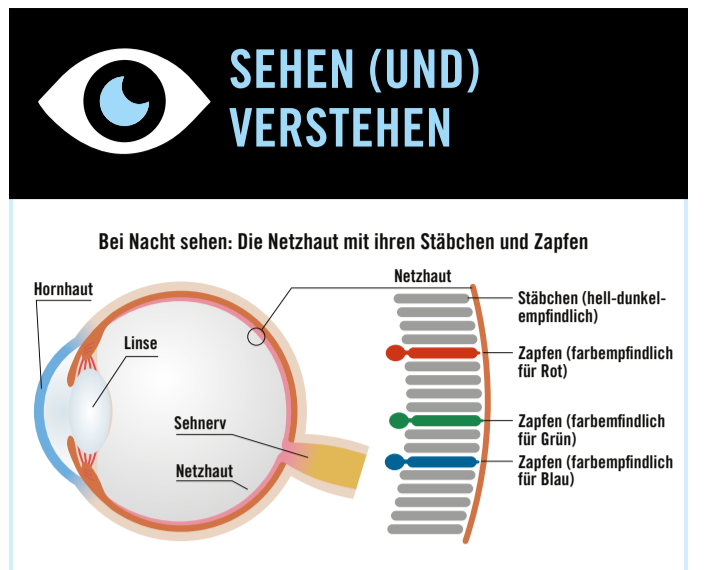 SEHEN (UND)
VERSTEHEN
Bei Nacht sehen: Die Netzhaut mit ihren Stäbchen und Zapfen
Hornhaut
Linse
Sehnerv
Netzhaut
Netzhaut
Stäbchen (hell-dunkel-
empfindlich)
Zapfen (farbempfindlich
für Rot)
Zapfen (farbemfindlich
für Grün)
Zapfen (farbempfindlich
für Blau)